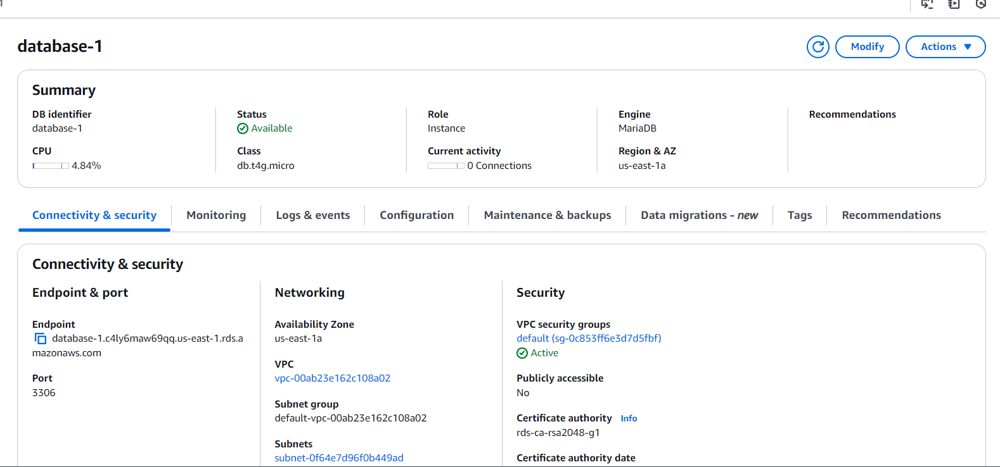 database-1
Modify
Actions
Summary
DB identifier
database-1
Status
Available
Role
Instance
Engine
MariaDB
Recommendations
CPU
4.84%
Class
db.t4g.micro
Current activity
0 Connections
Region & AZ
us-east-1a
Connectivity & security
Monitoring
Logs & events
Configuration
Maintenance & backups
Data migrations - new
Tags
Recommendations
Connectivity & security
Endpoint & port
Endpoint
database-1.c4ly6maw69qq.us-east-1.rds.a
mazonaws.com
Port
3306
Networking
Availability Zone
us-east-1a
VPC
vpc-00ab23e162c108a02
Subnet group
default-vpc-00ab23e162c108a02
Subnets
subnet-0f64e7d96f0b449ad
Security
VPC security groups
default (sg-0c853ff6e3d7d5fbf)
Active
Publicly accessible
No
Certificate authority Info
rds-ca-rsa2048-g1
Certificate authority date